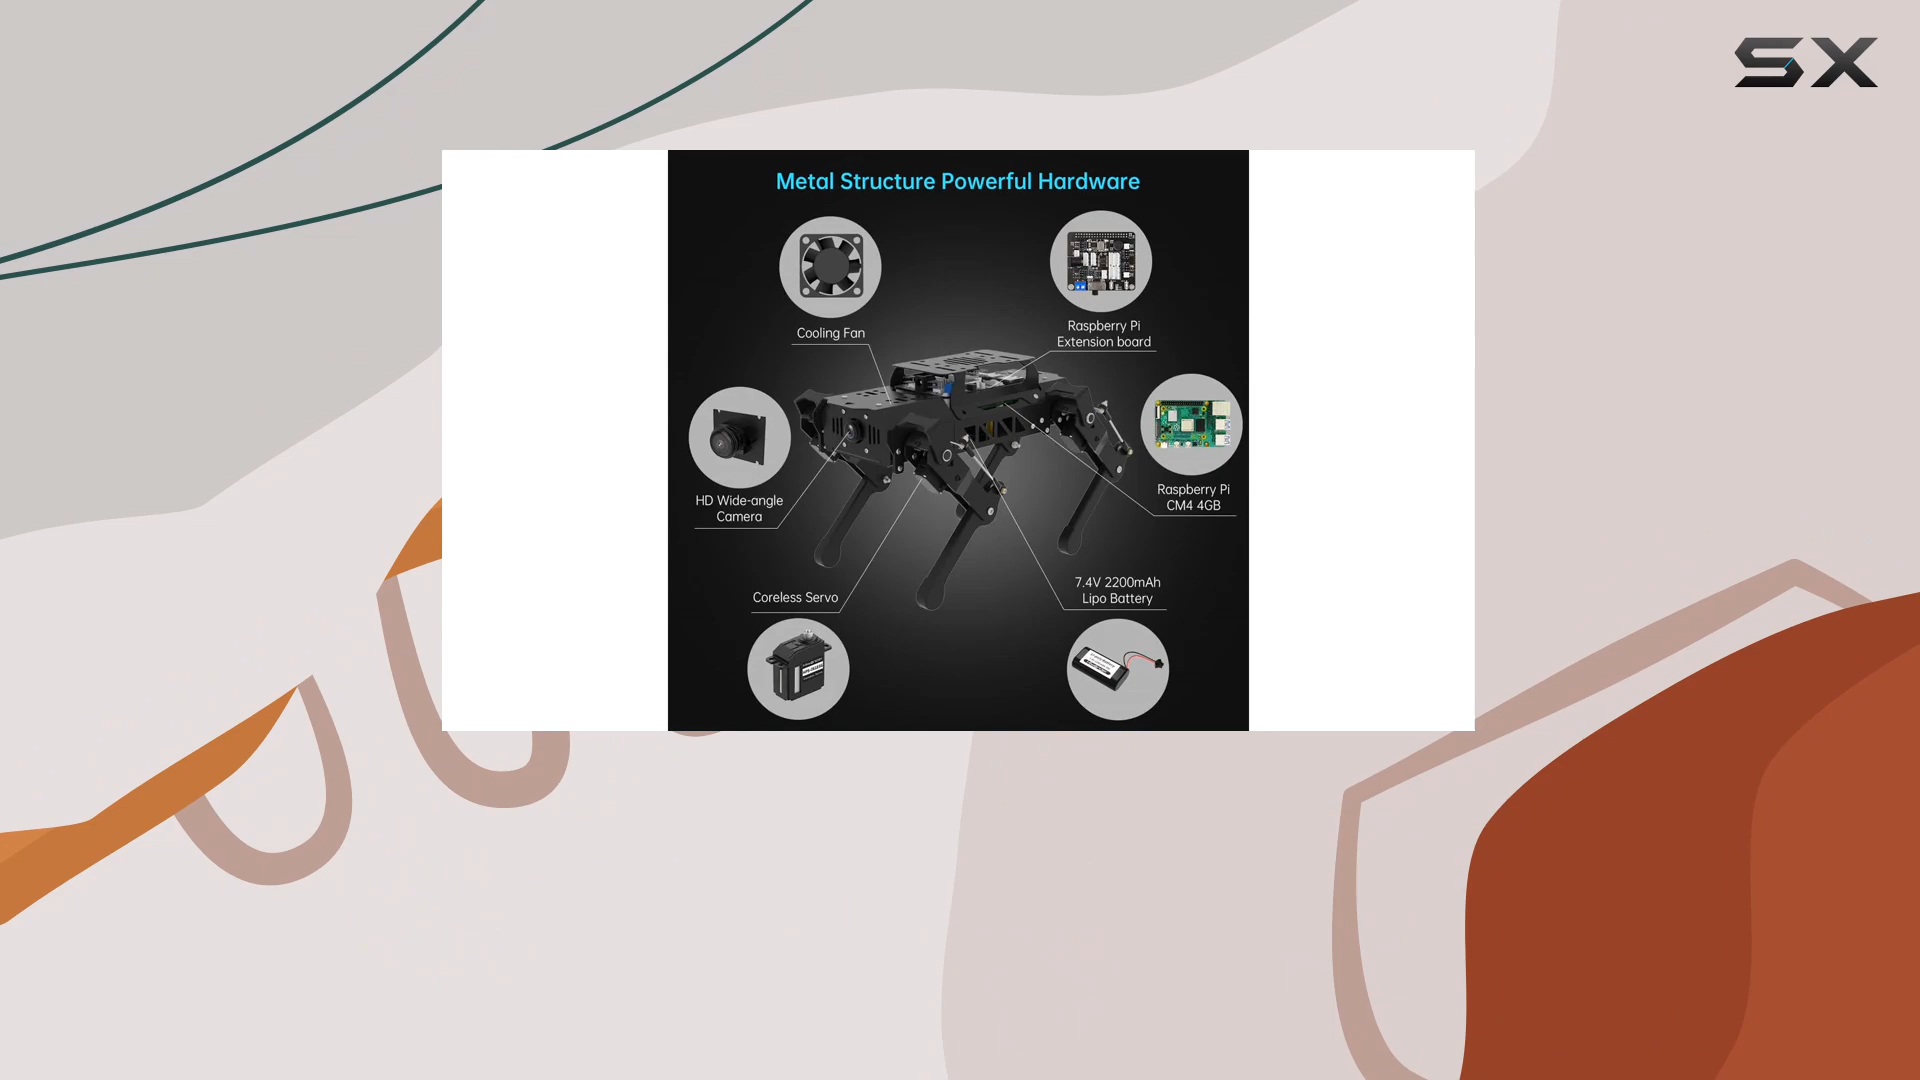 SX
Metal Structure Powerful Hardware
Cooling Fan
Raspberry Pi
Extension board
HD Wide-angle
Camera
Raspberry Pi
CM4 4GB
Coreless Servo
7.4V 2200mAh
Lipo Battery